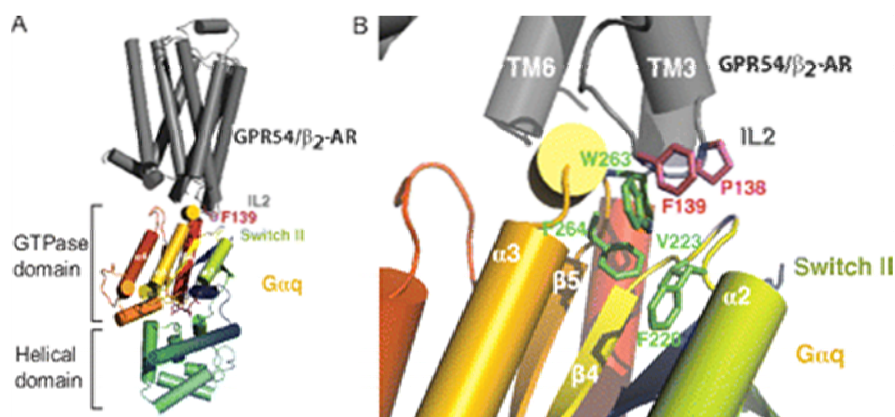 A
GPR54/β2-AR
IL2
F139
Switch II
GTPase
domain
Gαq
Helical
domain
B
TM6
TM3
GPR54/β2-AR
IL2
W263
P138
F139
F264
V223
α3
Switch II
β5
α2
F228
Gαq
β4